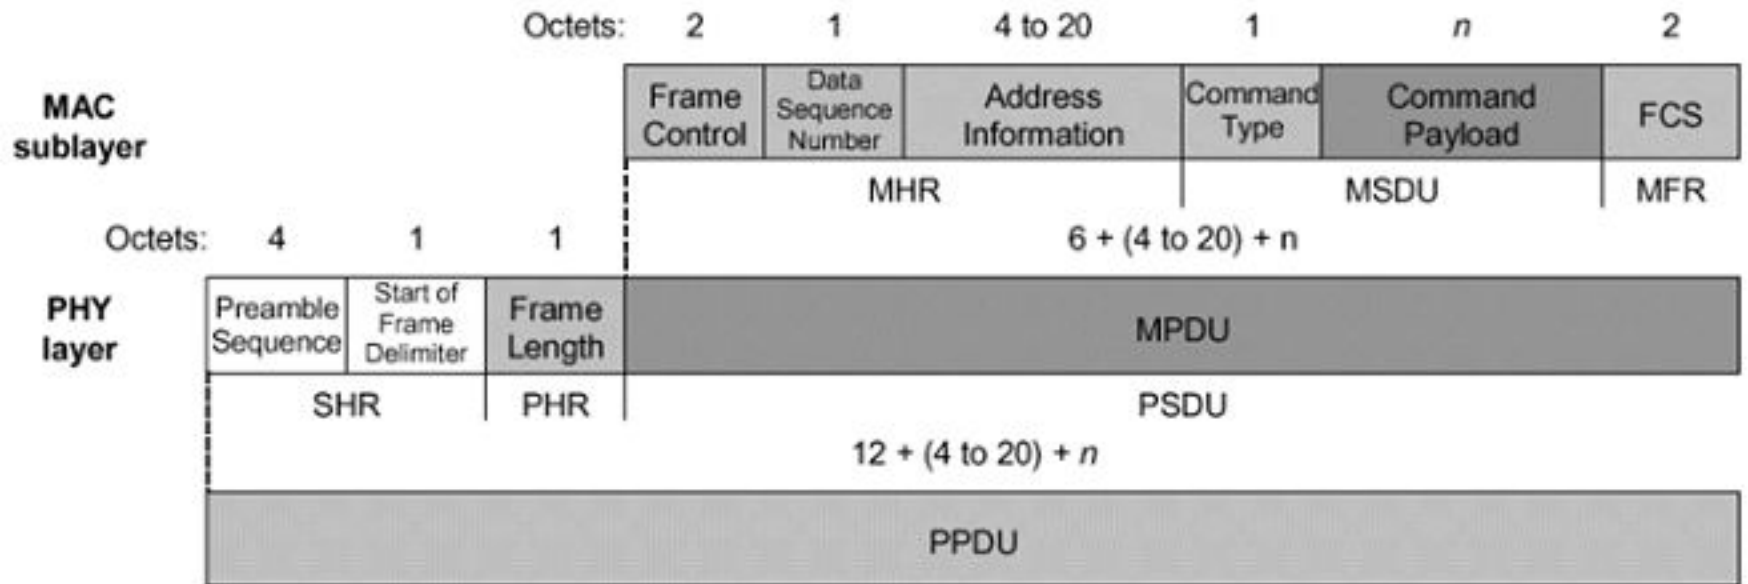 Octets: 2 1 4 to 20 1 n 2
MAC
sublayer
Frame
Control
Data
Sequence
Number
Address
Information
Command
Type
Command
Payload
FCS
MHR MSDU MFR
Octets: 4 1 1 6 + (4 to 20) + n
PHY
layer
Preamble
Sequence
Start of
Frame
Delimiter
Frame
Length
MPDU
SHR PHR PSDU
12 + (4 to 20) + n
PPDU